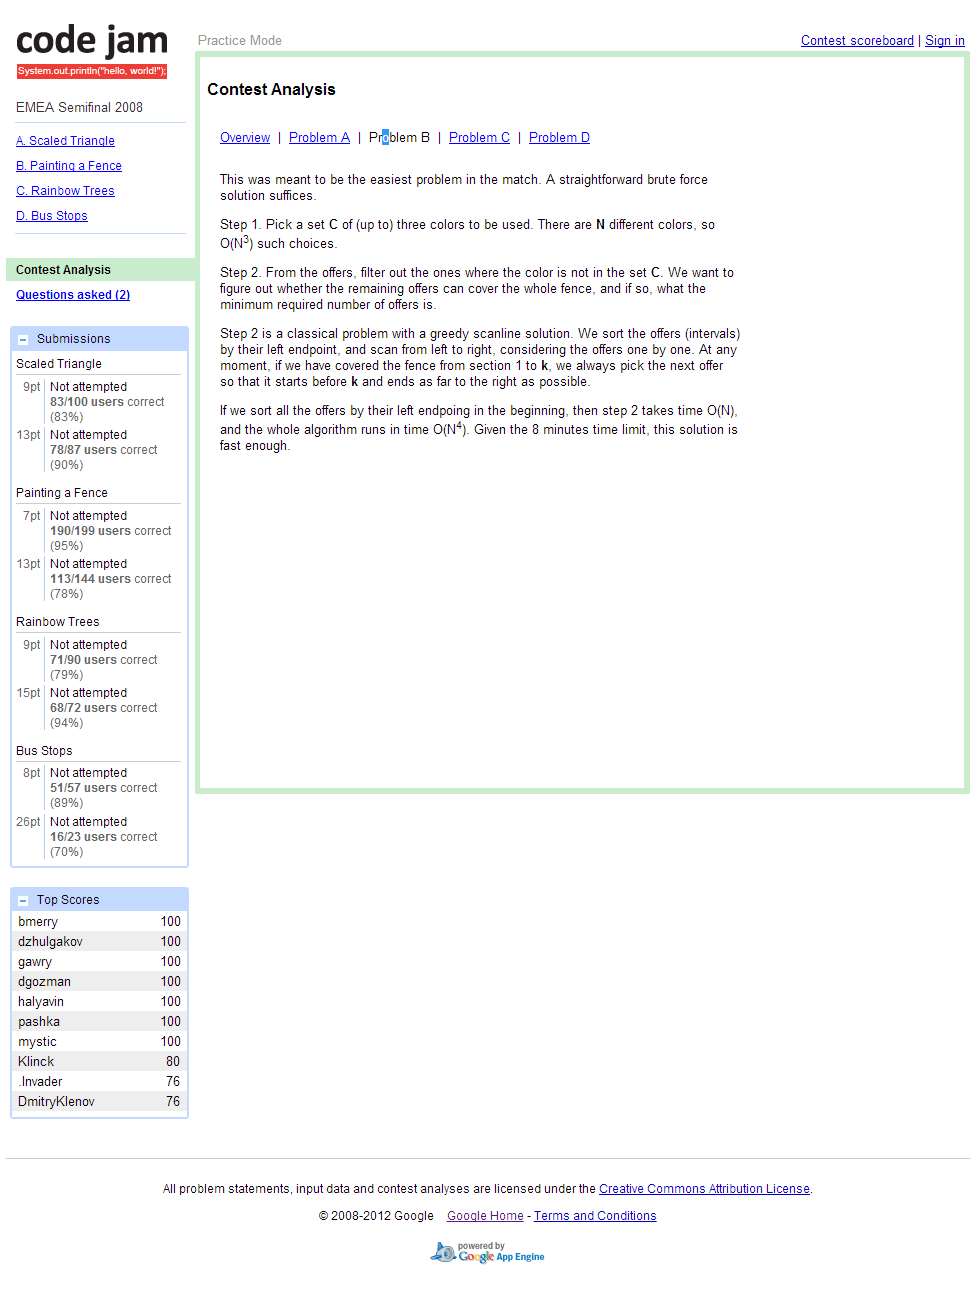 code jam
System.out.println("hello, world!");
Practice Mode
Contest scoreboard | Sign in
EMEA Semifinal 2008
A. Scaled Triangle
B. Painting a Fence
C. Rainbow Trees
D. Bus Stops
Contest Analysis
Questions asked (2)
Submissions
Scaled Triangle
9pt Not attempted
83/100 users correct
(83%)
13pt Not attempted
78/87 users correct
(90%)
Painting a Fence
7pt Not attempted
190/199 users correct
(95%)
13pt Not attempted
113/144 users correct
(78%)
Rainbow Trees
9pt Not attempted
71/90 users correct
(79%)
15pt Not attempted
68/72 users correct
(94%)
Bus Stops
8pt Not attempted
51/57 users correct
(89%)
26pt Not attempted
16/23 users correct
(70%)
Top Scores
bmerry 100
dzhulgakov 100
gawry 100
dgozman 100
halyavin 100
pashka 100
mystic 100
Klinck 80
.Invader 76
DmitryKlenov 76
Contest Analysis
Overview | Problem A | Problem B | Problem C | Problem D
This was meant to be the easiest problem in the match. A straightforward brute force
solution suffices.
Step 1. Pick a set C of (up to) three colors to be used. There are N different colors, so
O(N³) such choices.
Step 2. From the offers, filter out the ones where the color is not in the set C. We want to
figure out whether the remaining offers can cover the whole fence, and if so, what the
minimum required number of offers is.
Step 2 is a classical problem with a greedy scanline solution. We sort the offers (intervals)
by their left endpoint, and scan from left to right, considering the offers one by one. At any
moment, if we have covered the fence from section 1 to k, we always pick the next offer
so that it starts before k and ends as far to the right as possible.
If we sort all the offers by their left endpoing in the beginning, then step 2 takes time O(N),
and the whole algorithm runs in time O(N⁴). Given the 8 minutes time limit, this solution is
fast enough.
All problem statements, input data and contest analyses are licensed under the Creative Commons Attribution License.
© 2008-2012 Google Google Home - Terms and Conditions
powered by
Google App Engine